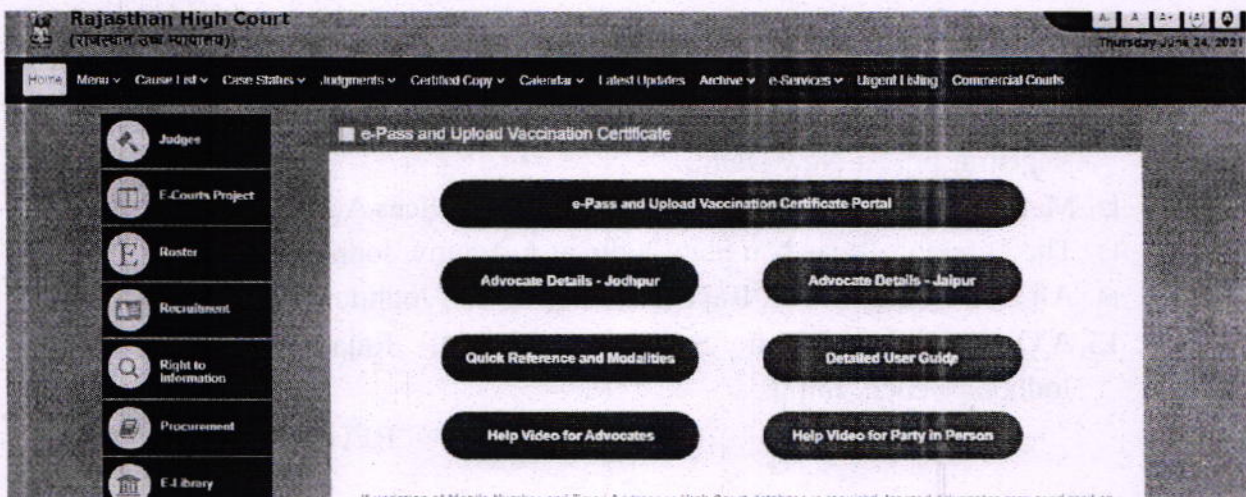 Rajasthan High Court
(राजस्थान उच्च न्यायालय)
A- A A+
Thursday June 24, 2021
Home Menu Cause List Case Status Judgments Certified Copy Calendar Latest Updates Archive e-Services Urgent Listing Commercial Courts
Judges
E-Courts Project
Roster
Recruitment
Right to
Information
Procurement
E-Library
e-Pass and Upload Vaccination Certificate
e-Pass and Upload Vaccination Certificate Portal
Advocate Details - Jodhpur
Advocate Details - Jaipur
Quick Reference and Modalities
Detailed User Guide
Help Video for Advocates
Help Video for Party in Person